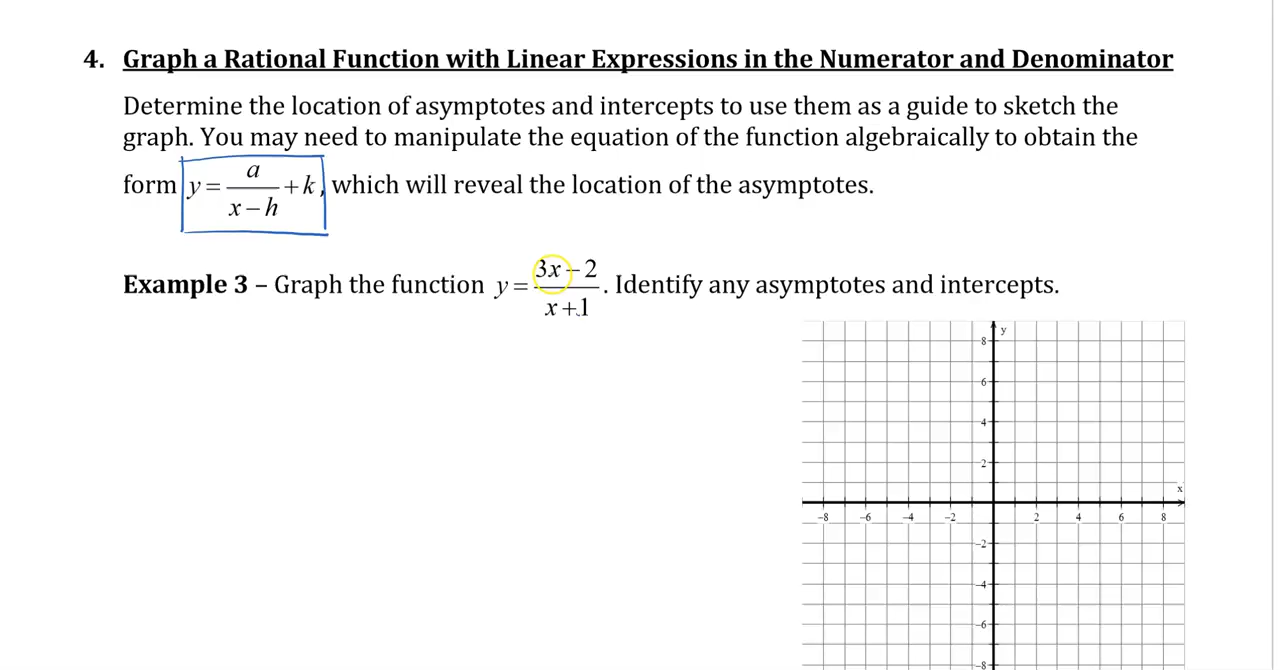 4. Graph a Rational Function with Linear Expressions in the Numerator and Denominator
Determine the location of asymptotes and intercepts to use them as a guide to sketch the
graph. You may need to manipulate the equation of the function algebraically to obtain the
form y = a/(x − h) + k, which will reveal the location of the asymptotes.
Example 3 – Graph the function y = (3x − 2)/(x + 1). Identify any asymptotes and intercepts.
y
8
6
4
2
x
−8 −6 −4 −2 2 4 6 8
−2
−4
−6
−8